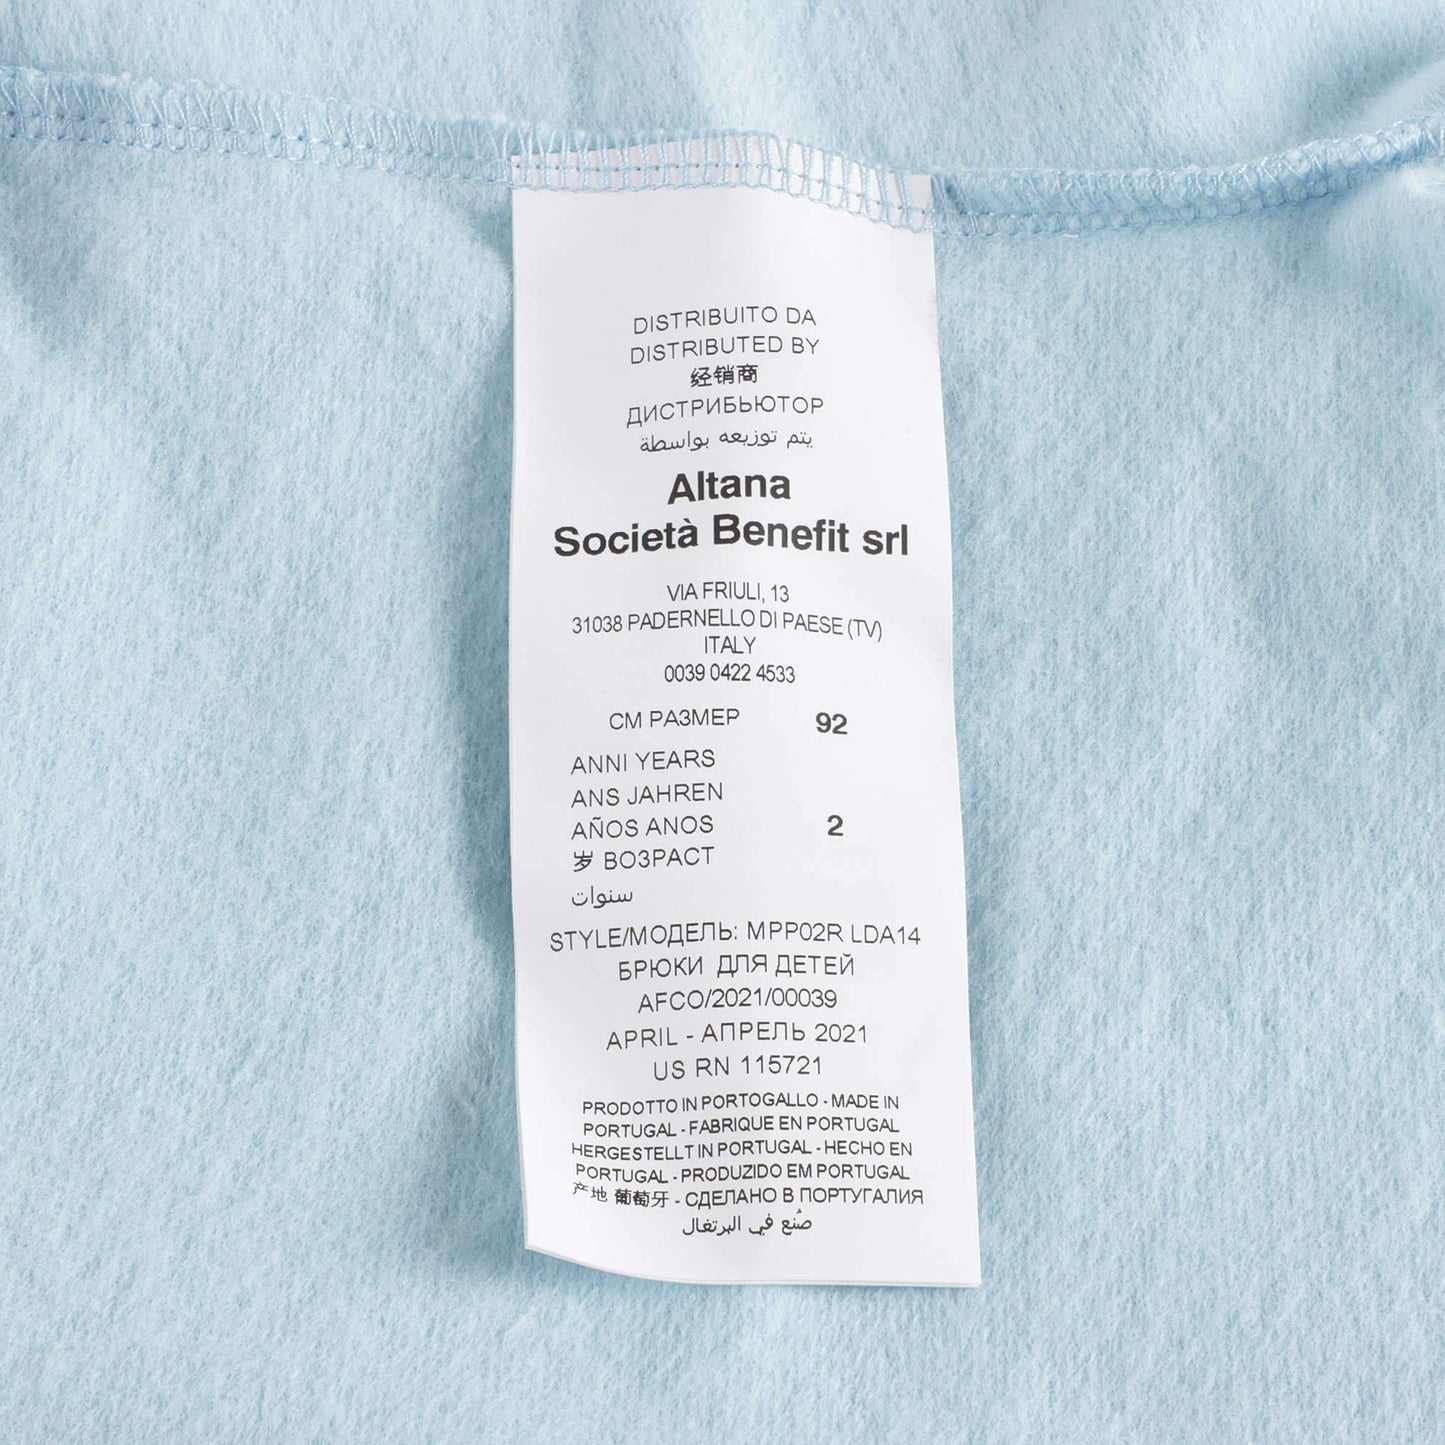 DISTRIBUITO DA
DISTRIBUTED BY
经销商
ДИСТРИБЬЮТОР
يتم توزيعه بواسطة
Altana
Società Benefit srl
VIA FRIULI, 13
31038 PADERNELLO DI PAESE (TV)
ITALY
0039 0422 4533
CM РАЗМЕР 92
ANNI YEARS
ANS JAHREN
AÑOS ANOS 2
岁 ВОЗРАСТ
سنوات
STYLE/МОДЕЛЬ: MPP02R LDA14
БРЮКИ ДЛЯ ДЕТЕЙ
AFCO/2021/00039
APRIL - АПРЕЛЬ 2021
US RN 115721
PRODOTTO IN PORTOGALLO - MADE IN
PORTUGAL - FABRIQUE EN PORTUGAL
HERGESTELLT IN PORTUGAL - HECHO EN
PORTUGAL - PRODUZIDO EM PORTUGAL
产地 葡萄牙 - СДЕЛАНО В ПОРТУГАЛИЯ
صُنع في البرتغال